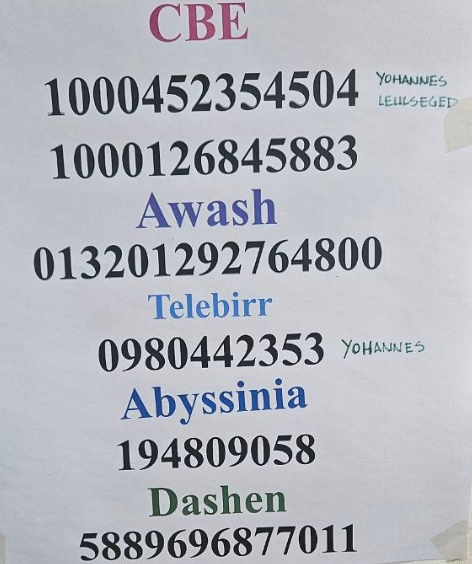 CBE
1000452354504 YOHANNES
LEULSEGED
1000126845883
Awash
013201292764800
Telebirr
0980442353 YOHANNES
Abyssinia
194809058
Dashen
5889696877011